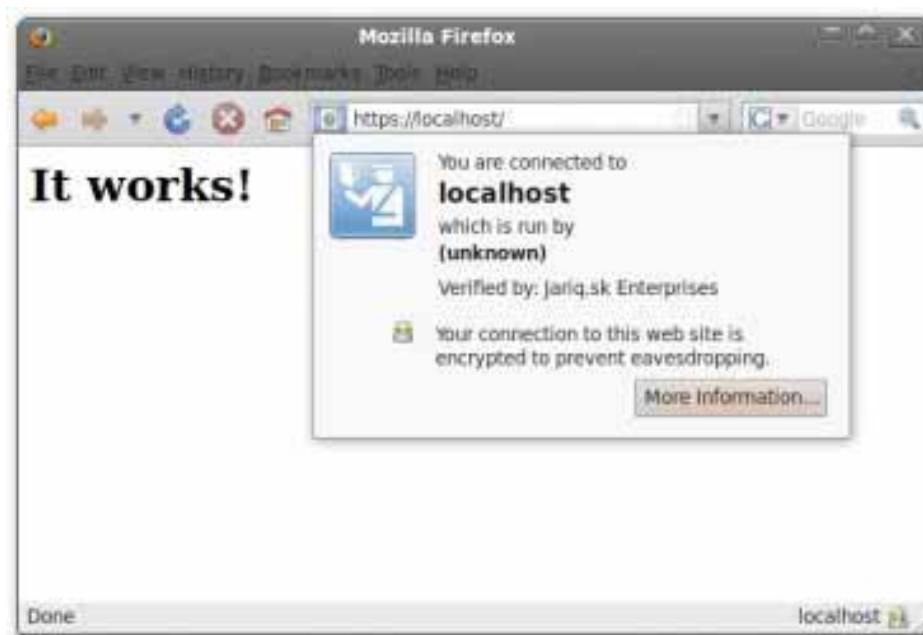 Mozilla Firefox
File Edit View History Bookmarks Tools Help
https://localhost/
Google
It works!
You are connected to
localhost
which is run by
(unknown)
Verified by: Jariq.sk Enterprises
Your connection to this web site is
encrypted to prevent eavesdropping.
More Information...
Done
localhost